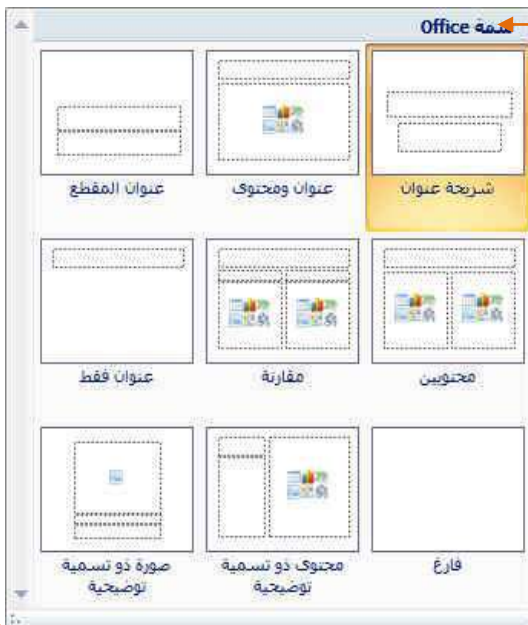 سمة Office
شريحة عنوان
عنوان ومحتوى
عنوان المقطع
محتويين
مقارنة
عنوان فقط
فارغ
محتوى ذو تسمية
توضيحية
صورة ذو تسمية
توضيحية